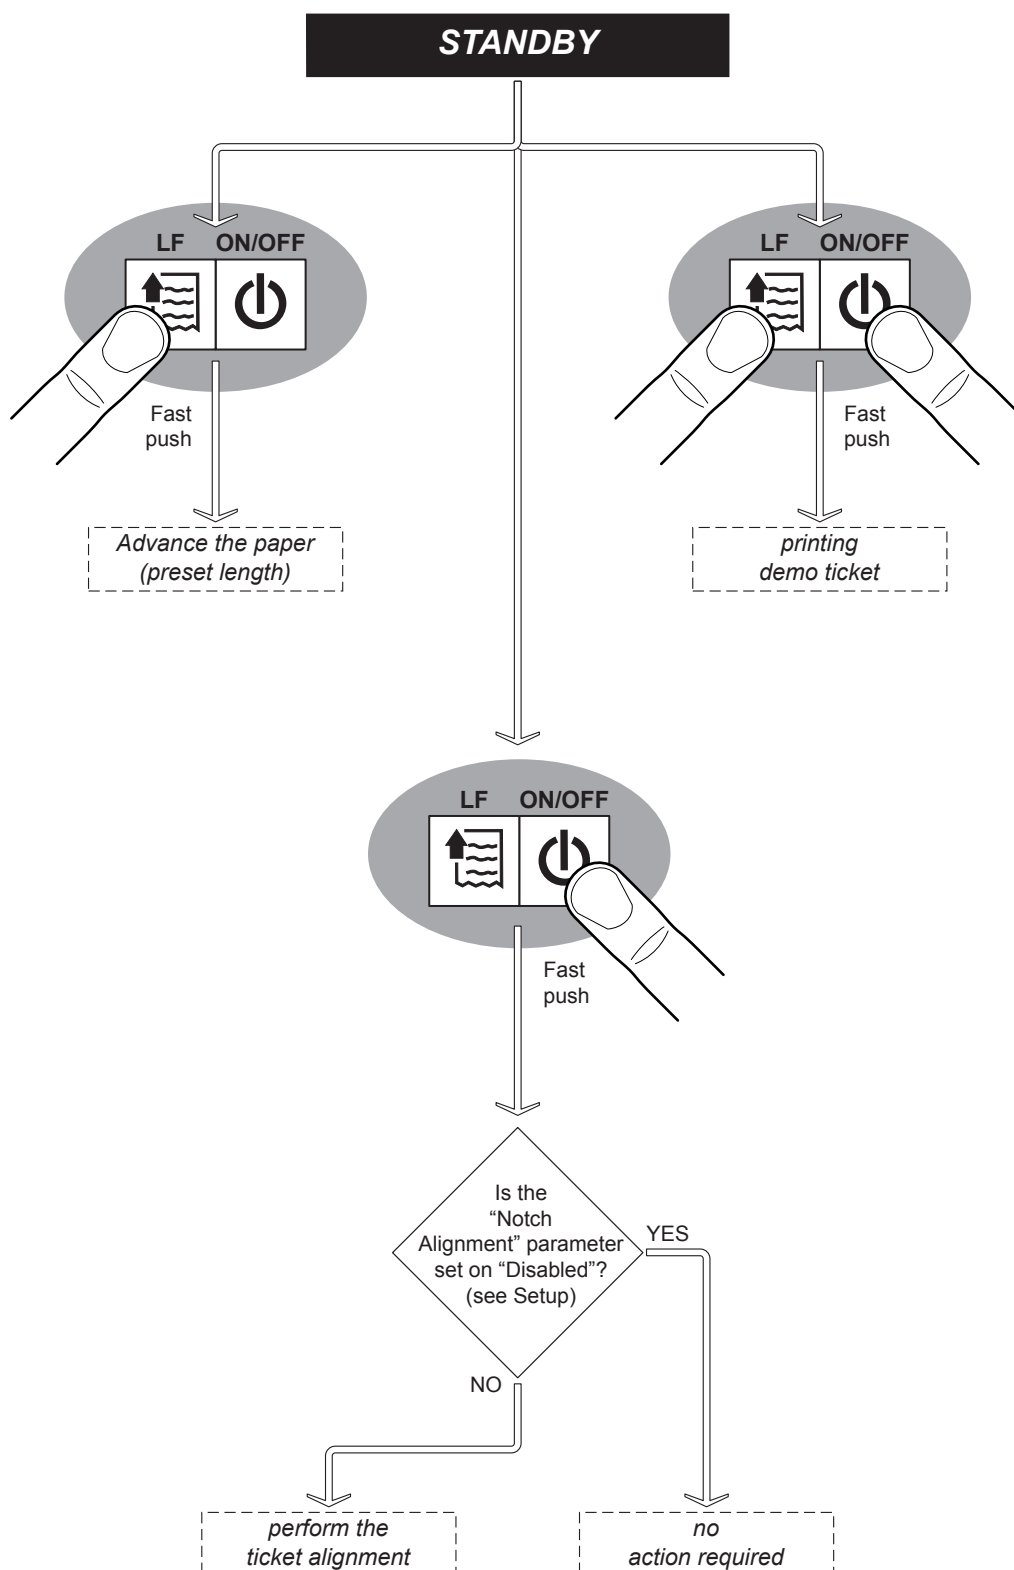 STANDBY
LF ON/OFF
Fast
push
Advance the paper
(preset length)
LF ON/OFF
Fast
push
printing
demo ticket
LF ON/OFF
Fast
push
Is the
“Notch
Alignment” parameter
set on “Disabled”?
(see Setup)
YES
NO
perform the
ticket alignment
no
action required